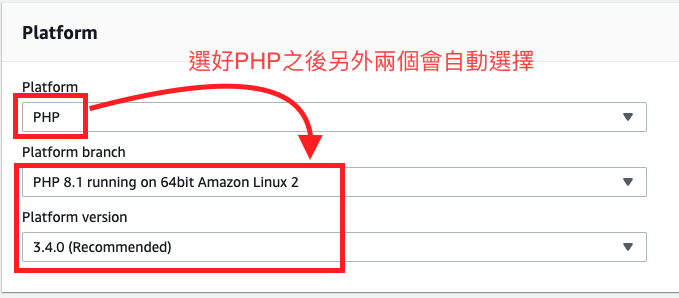 Platform
選好PHP之後另外兩個會自動選擇
Platform
PHP
Platform branch
PHP 8.1 running on 64bit Amazon Linux 2
Platform version
3.4.0 (Recommended)